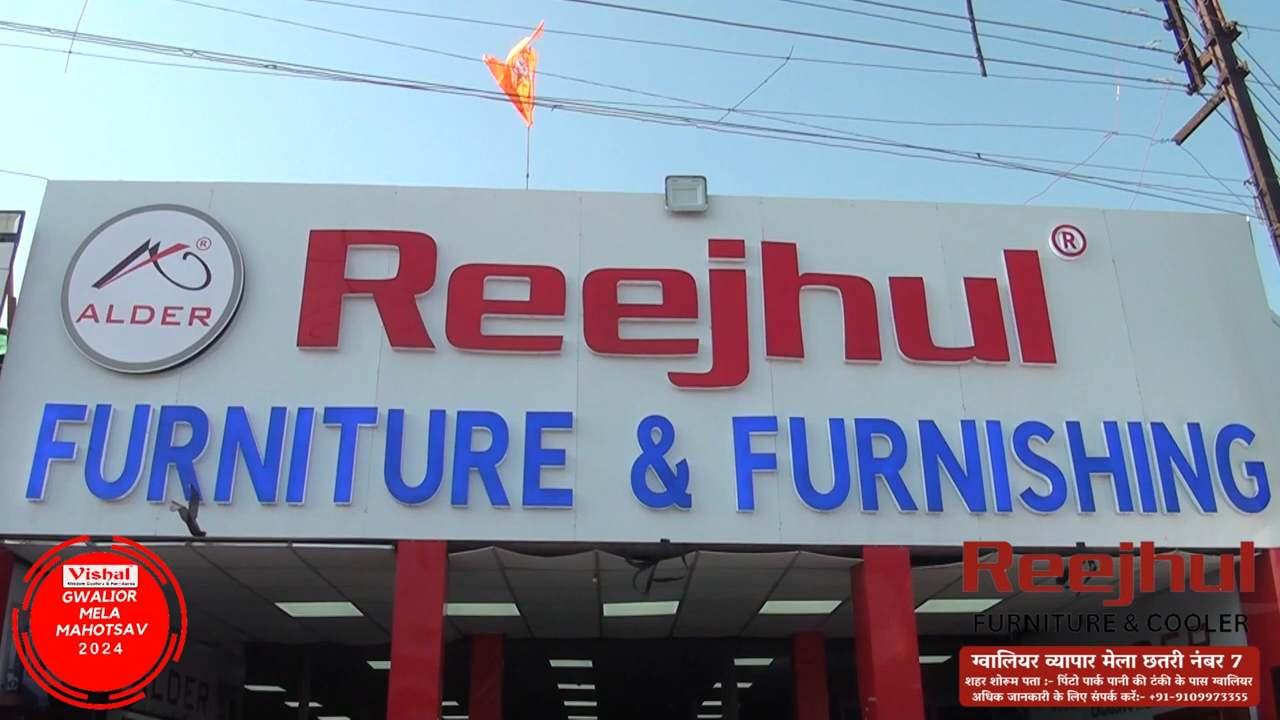 ALDER
®
Reejhul ®
FURNITURE & FURNISHING
Vishal
GWALIOR
MELA
MAHOTSAV
2024
Reejhul
FURNITURE & COOLER
ग्वालियर व्यापार मेला छतरी नंबर 7
शहर शोरूम पता :- पिंटो पार्क पानी की टंकी के पास ग्वालियर
अधिक जानकारी के लिए संपर्क करें:- +91-9109973355
ALDER